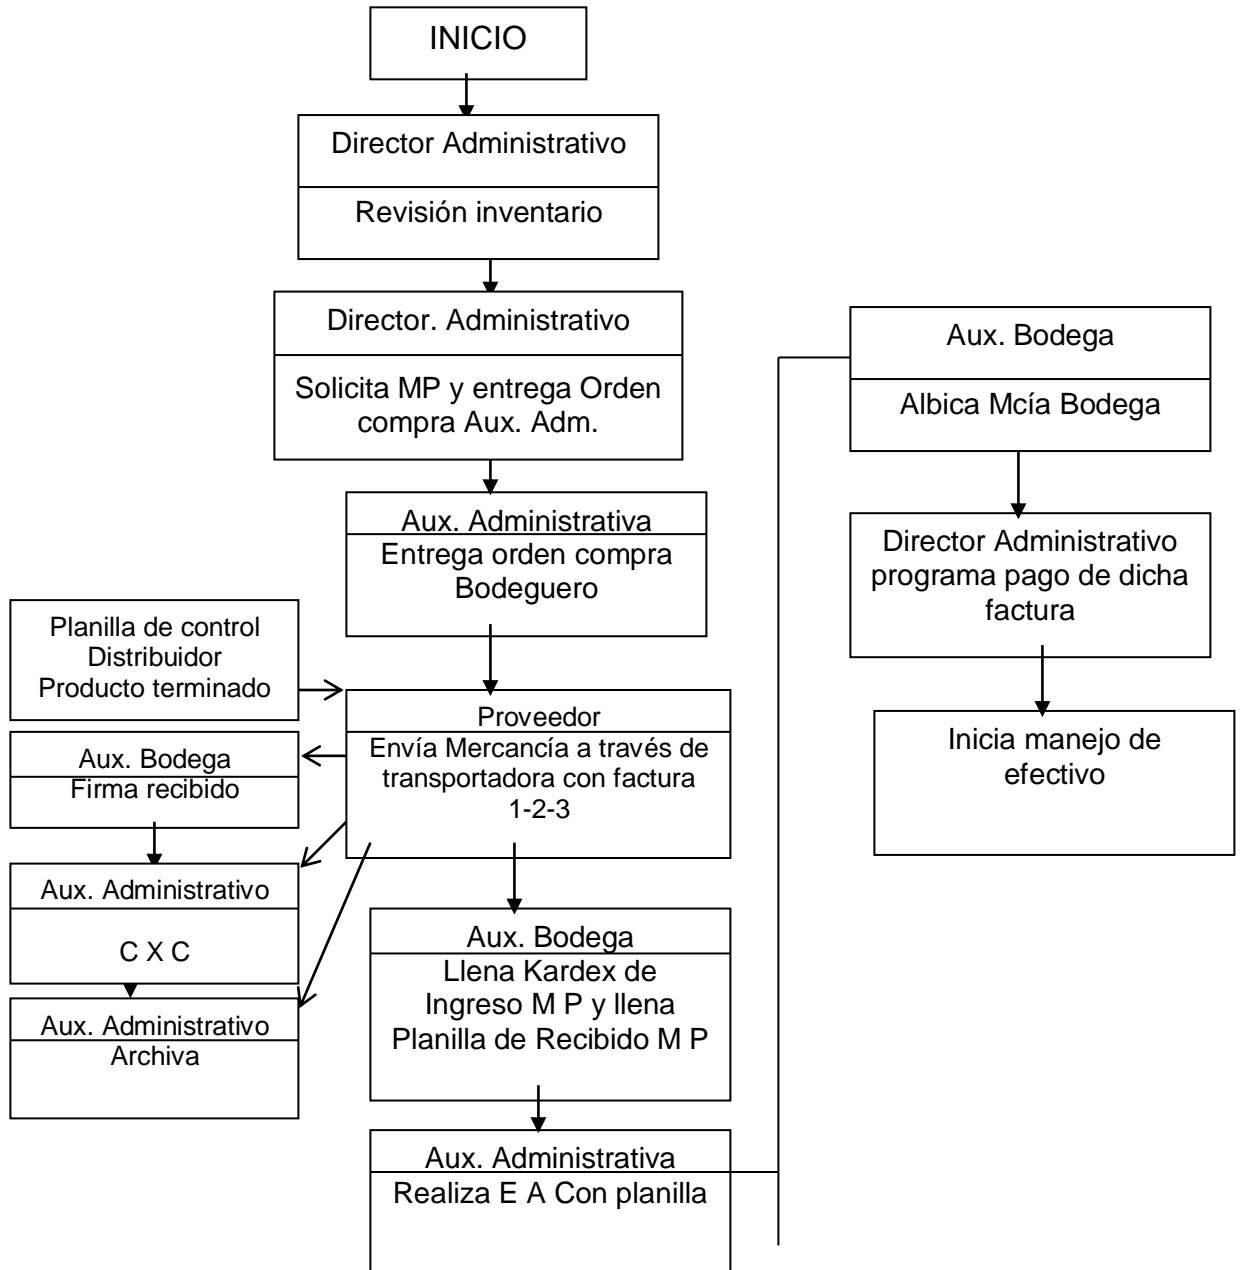 INICIO
Director Administrativo
Revisión inventario
Director. Administrativo
Solicita MP y entrega Orden
compra Aux. Adm.
Aux. Administrativa
Entrega orden compra
Bodeguero
Planilla de control
Distribuidor
Producto terminado
Proveedor
Envía Mercancía a través de
transportadora con factura
1-2-3
Aux. Bodega
Firma recibido
Aux. Administrativo
C X C
Aux. Administrativo
Archiva
Aux. Bodega
Llena Kardex de
Ingreso M P y llena
Planilla de Recibido M P
Aux. Administrativa
Realiza E A Con planilla
Aux. Bodega
Albica Mcía Bodega
Director Administrativo
programa pago de dicha
factura
Inicia manejo de
efectivo